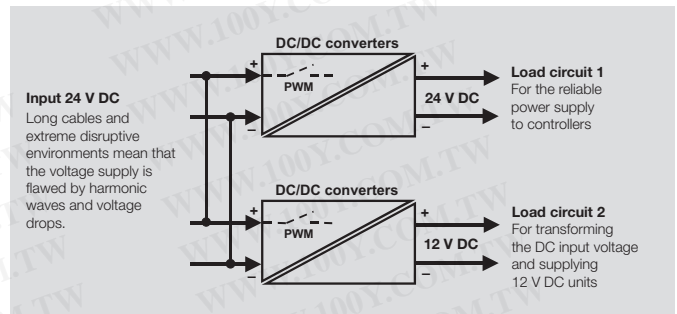 DC/DC converters
+
+
PWM
24 V DC
–
–
Load circuit 1
For the reliable
power supply
to controllers
Input 24 V DC
Long cables and
extreme disruptive
environments mean that
the voltage supply is
flawed by harmonic
waves and voltage
drops.
DC/DC converters
+
+
PWM
12 V DC
–
–
Load circuit 2
For transforming
the DC input voltage
and supplying
12 V DC units
WWW.100Y.COM.TW